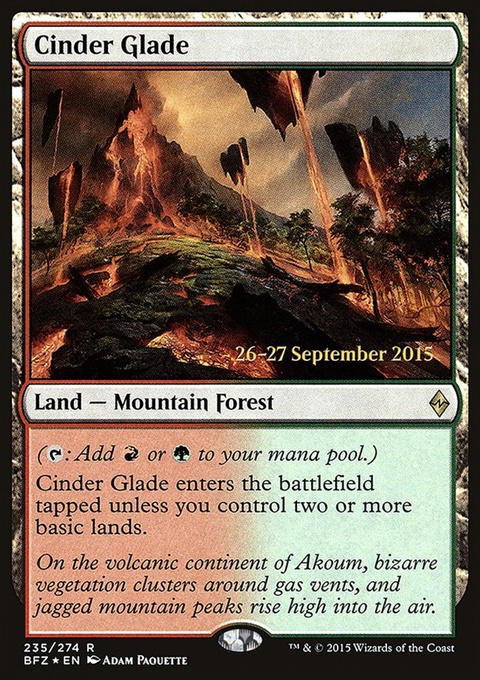 Cinder Glade
26–27 September 2015
Land — Mountain Forest
(: Add or to your mana pool.)
Cinder Glade enters the battlefield
tapped unless you control two or more
basic lands.
On the volcanic continent of Akoum, bizarre
vegetation clusters around gas vents, and
jagged mountain peaks rise high into the air.
235/274 R
™ & © 2015 Wizards of the Coast
BFZ ★ EN Adam Paquette